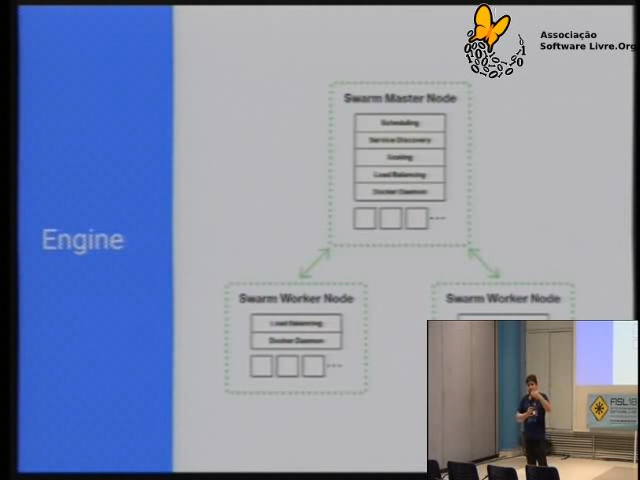 Associação
Software Livre.Org
Swarm Master Node
Scheduling
Service Discovery
Scaling
Load Balancing
Docker Daemon
Engine
Swarm Worker Node
Swarm Worker Node
Load Balancing
Docker Daemon
FISL18